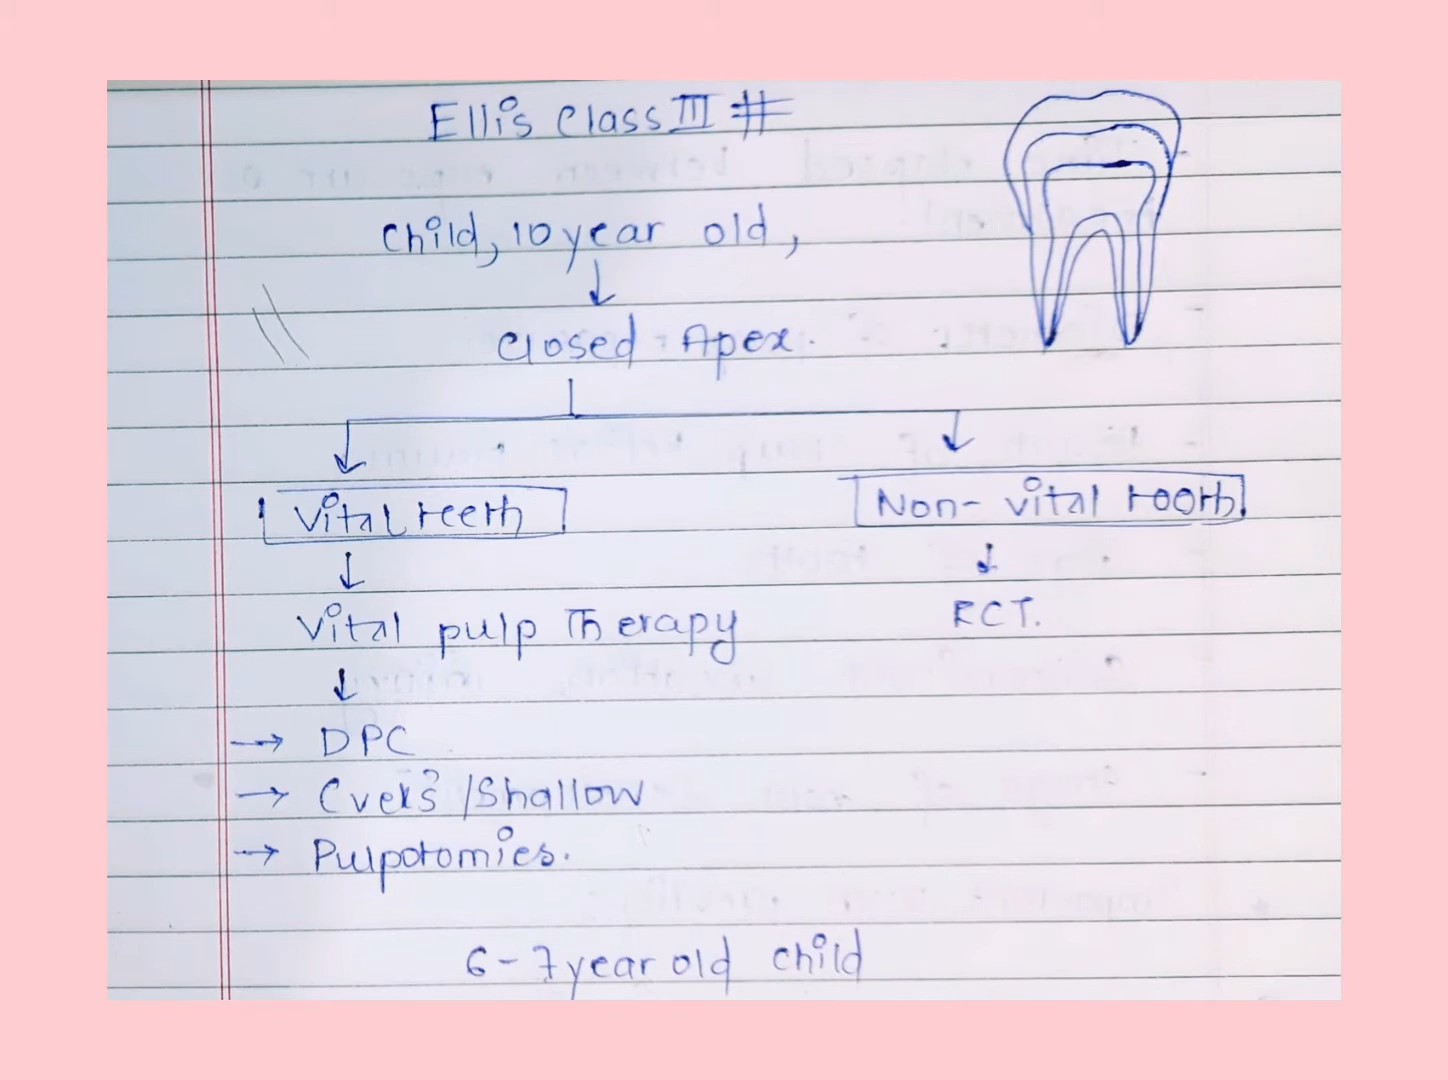 Ellis Class III #
Child, 10 year old,
Closed Apex.
Vital teeth
Non-vital tooth
Vital pulp Therapy
RCT.
→ DPC
→ Cvek's/Shallow
→ Pulpotomies.
6-7 year old child